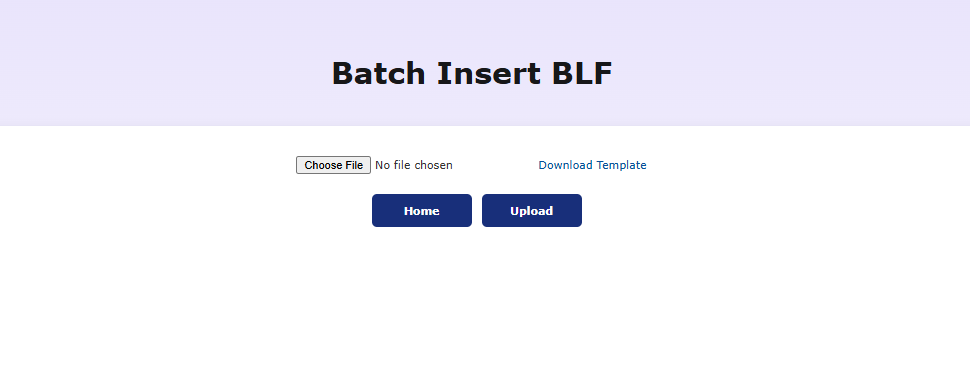 Batch Insert BLF
Choose File No file chosen Download Template
Home Upload